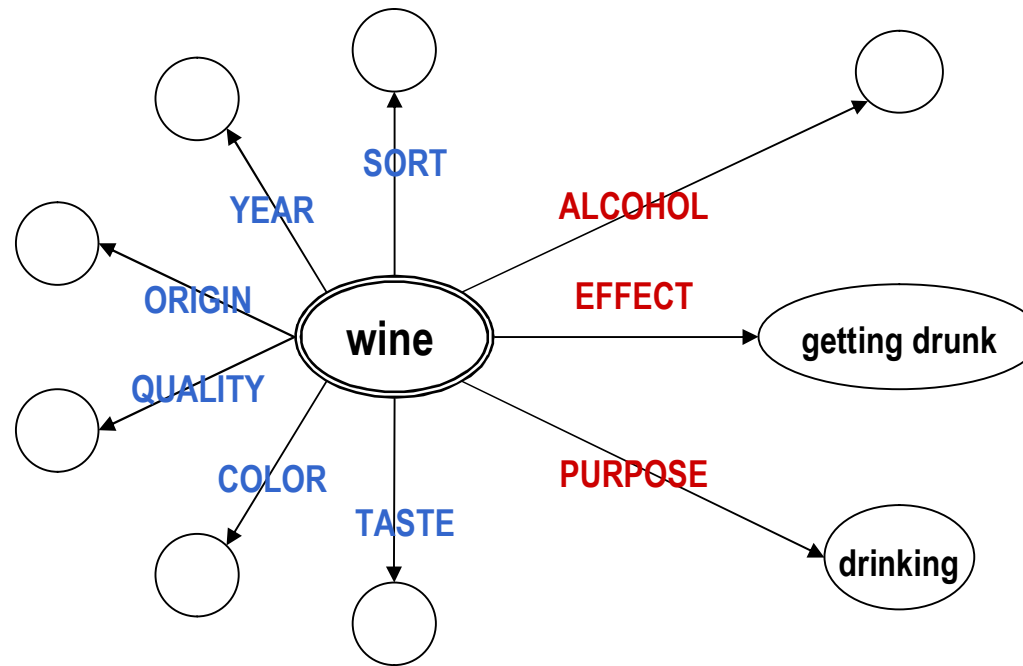 SORT
ALCOHOL
YEAR
EFFECT
ORIGIN
wine
getting drunk
QUALITY
COLOR
PURPOSE
TASTE
drinking